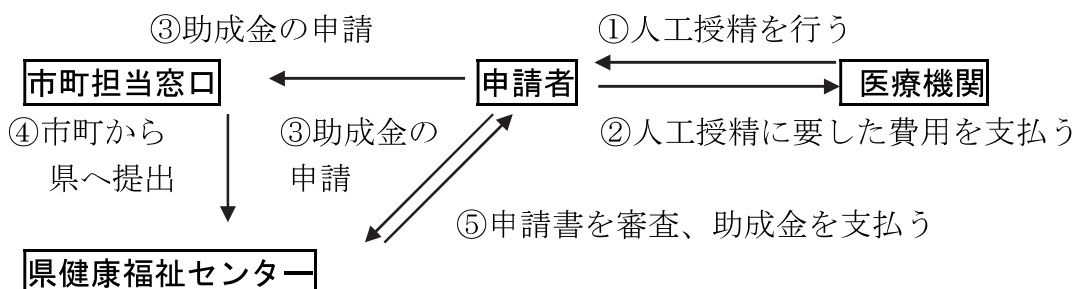 ③助成金の申請
①人工授精を行う
市町担当窓口
申請者
医療機関
④市町から
県へ提出
③助成金の
申請
②人工授精に要した費用を支払う
⑤申請書を審査、助成金を支払う
県健康福祉センター